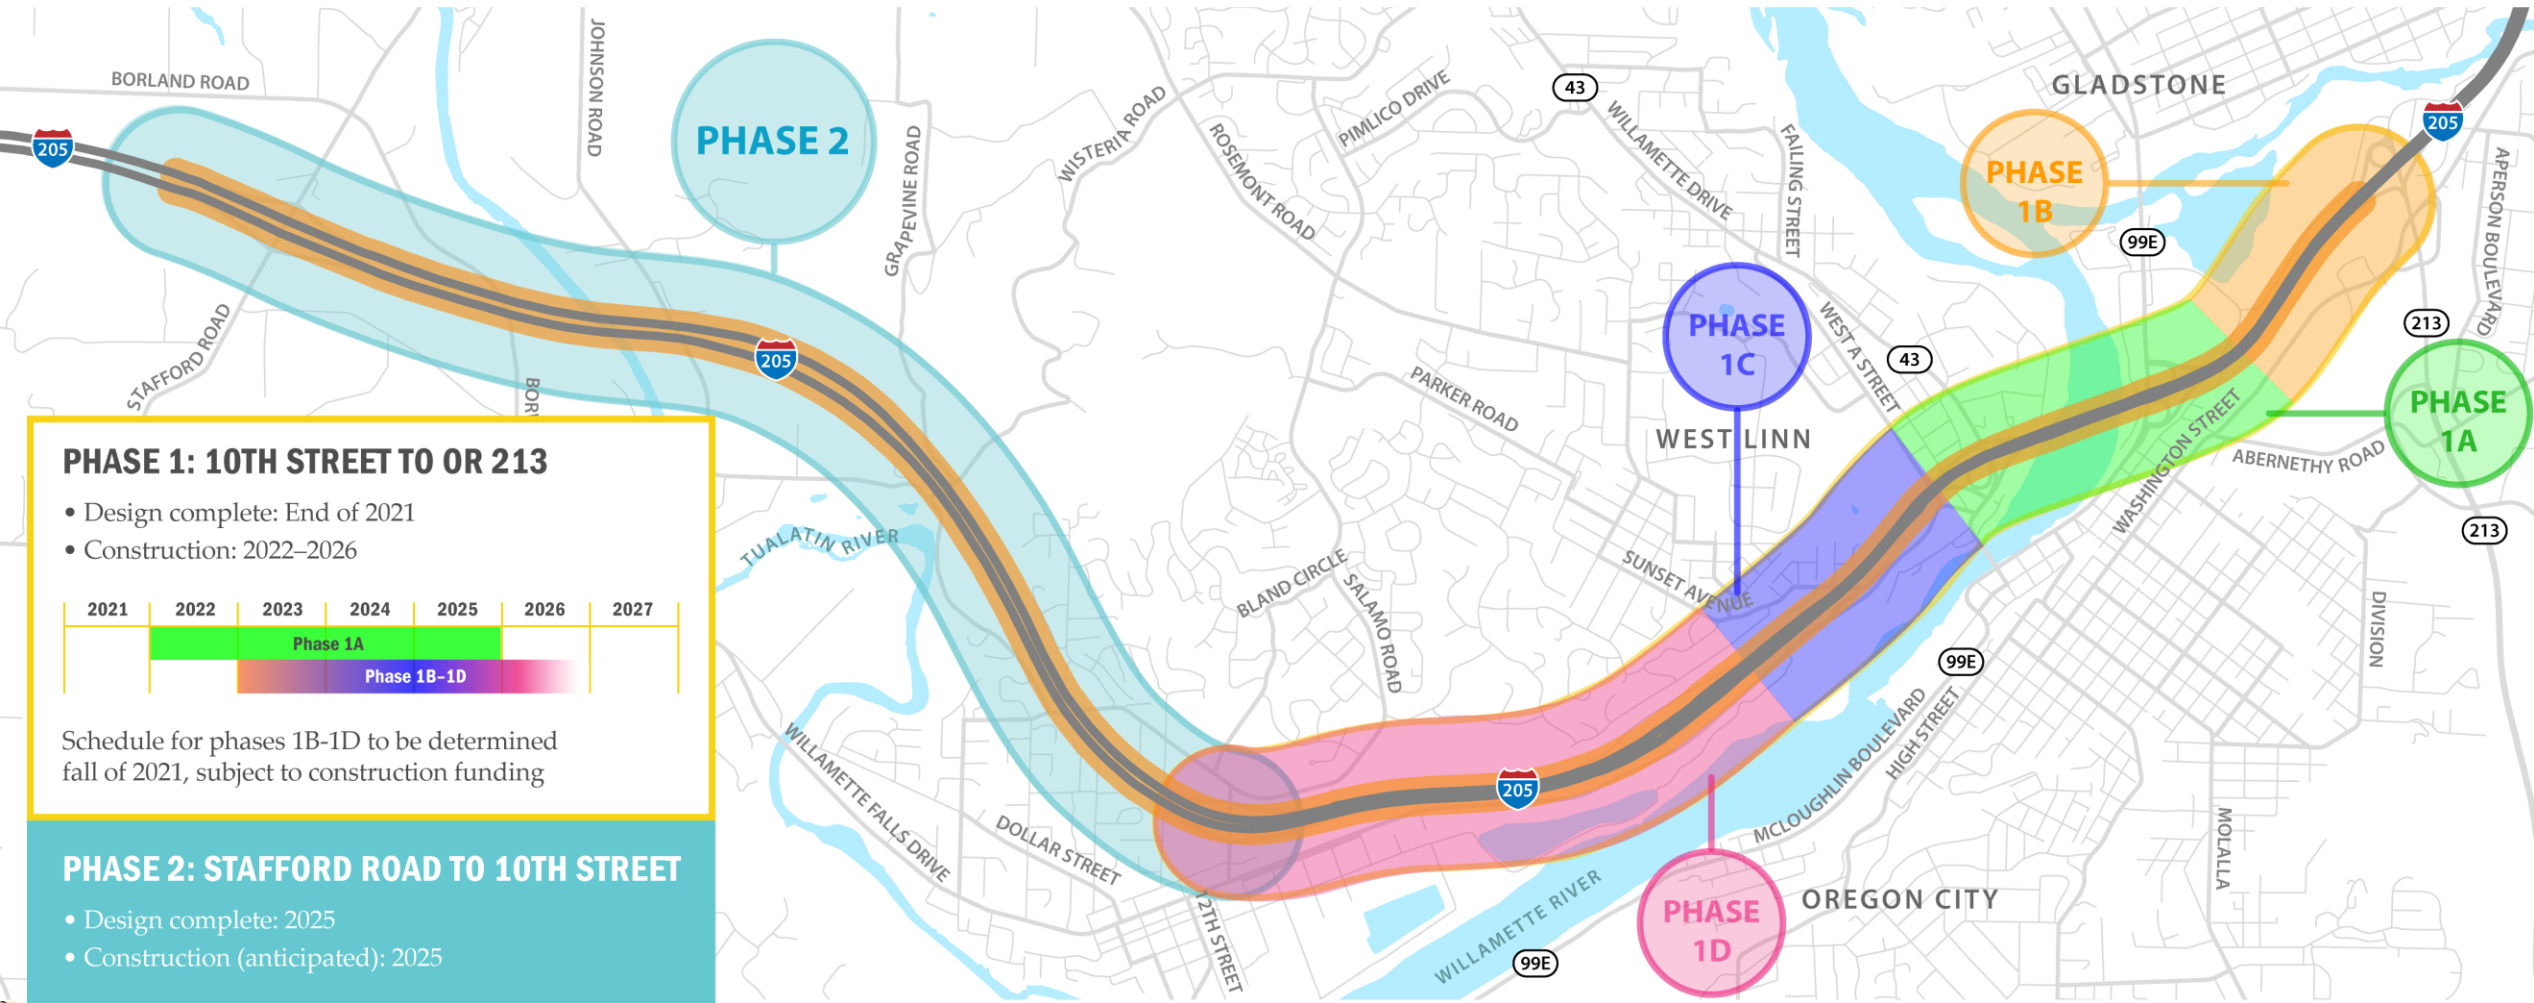 BORLAND ROAD
JOHNSON ROAD
PHASE 2
205
STAFFORD ROAD
BOR
GRAPEVINE ROAD
WISTERIA ROAD
ROSEMONT ROAD
PIMLICO DRIVE
43
WILLAMETTE DRIVE
FAILING STREET
GLADSTONE
PHASE
1B
99E
205
APERSON BOULEVARD
213
PHASE
1A
ABERNETHY ROAD
213
WASHINGTON STREET
PHASE
1C
WEST A STREET
43
WEST LINN
PARKER ROAD
205
TUALATIN RIVER
BLAND CIRCLE
SALAMO ROAD
SUNSET AVENUE
99E
DIVISION
MCLOUGHLIN BOULEVARD
HIGH STREET
205
WILLAMETTE FALLS DRIVE
DOLLAR STREET
12TH STREET
WILLAMETTE RIVER
99E
PHASE
1D
OREGON CITY
MOLALLA
PHASE 1: 10TH STREET TO OR 213
• Design complete: End of 2021
• Construction: 2022–2026
2021 2022 2023 2024 2025 2026 2027
Phase 1A
Phase 1B–1D
Schedule for phases 1B-1D to be determined
fall of 2021, subject to construction funding
PHASE 2: STAFFORD ROAD TO 10TH STREET
• Design complete: 2025
• Construction (anticipated): 2025